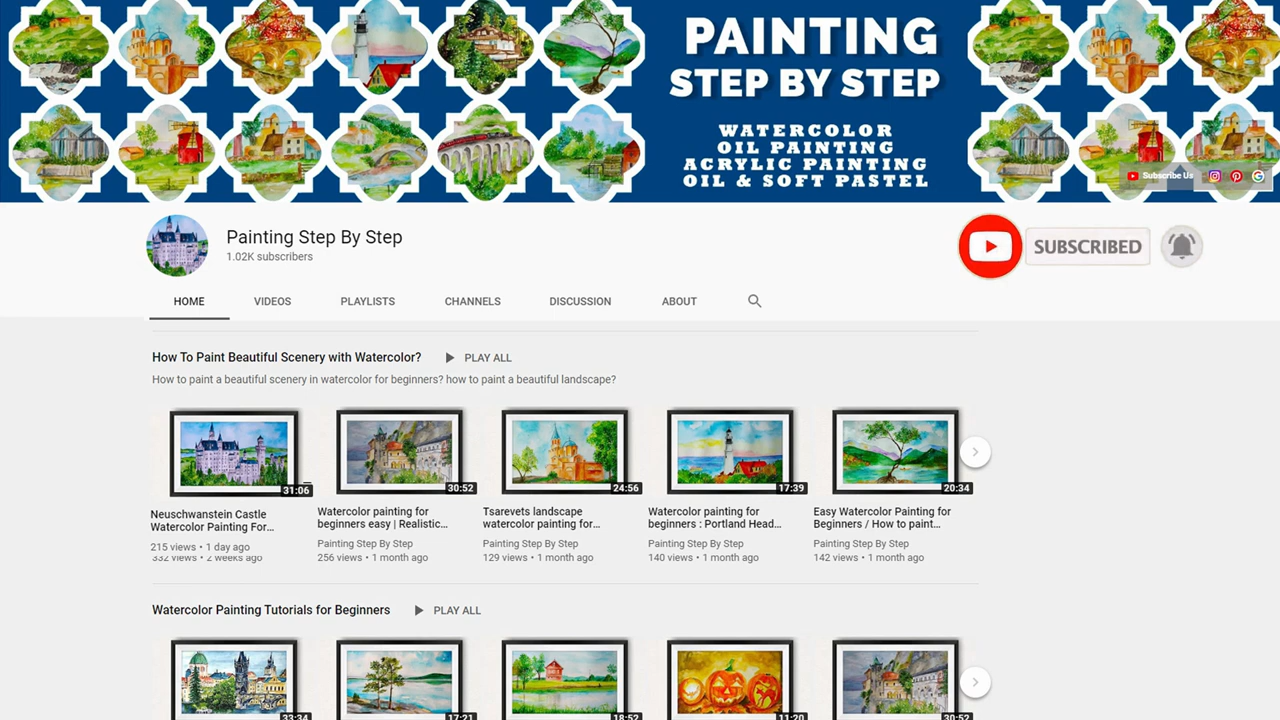 PAINTING
STEP BY STEP
WATERCOLOR
OIL PAINTING
ACRYLIC PAINTING
OIL & SOFT PASTEL
Subscribe Us
Painting Step By Step
1.02K subscribers
SUBSCRIBED
HOME VIDEOS PLAYLISTS CHANNELS DISCUSSION ABOUT
How To Paint Beautiful Scenery with Watercolor? PLAY ALL
How to paint a beautiful scenery in watercolor for beginners? how to paint a beautiful landscape?
31:06
30:52
24:56
17:39
20:34
Neuschwanstein Castle
Watercolor Painting For...
215 views • 1 day ago
332 views • 2 weeks ago
Watercolor painting for
beginners easy | Realistic...
Painting Step By Step
256 views • 1 month ago
Tsarevets landscape
watercolor painting for...
Painting Step By Step
129 views • 1 month ago
Watercolor painting for
beginners : Portland Head...
Painting Step By Step
140 views • 1 month ago
Easy Watercolor Painting for
Beginners / How to paint...
Painting Step By Step
142 views • 1 month ago
Watercolor Painting Tutorials for Beginners PLAY ALL
33:34
17:21
18:52
11:20
30:52